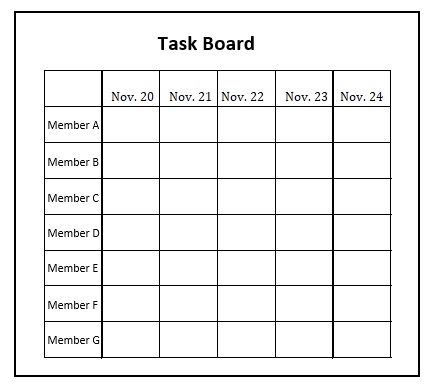 Task Board
Nov. 20 Nov. 21 Nov. 22 Nov. 23 Nov. 24
Member A
Member B
Member C
Member D
Member E
Member F
Member G